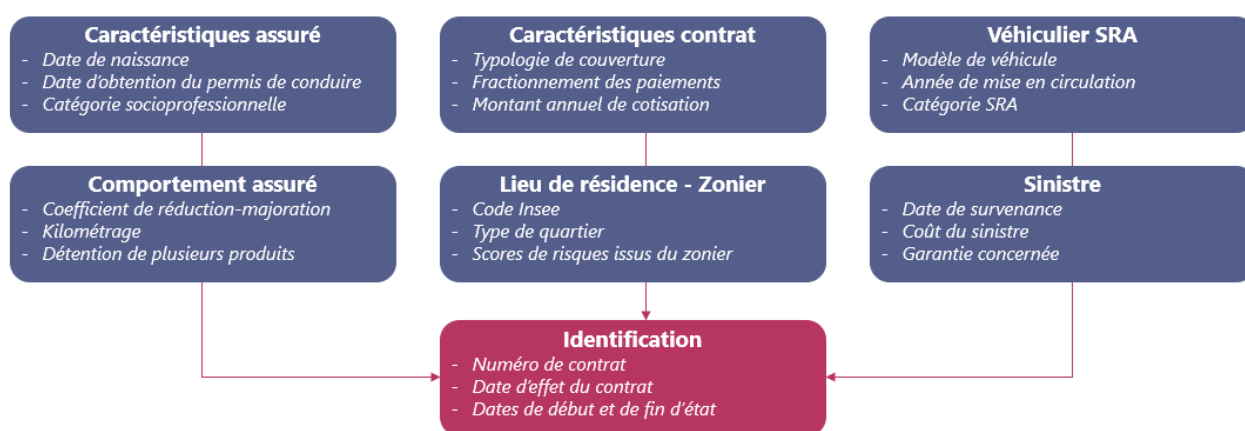 Caractéristiques assuré
- Date de naissance
- Date d'obtention du permis de conduire
- Catégorie socioprofessionnelle
Caractéristiques contrat
- Typologie de couverture
- Fractionnement des paiements
- Montant annuel de cotisation
Véhiculier SRA
- Modèle de véhicule
- Année de mise en circulation
- Catégorie SRA
Comportement assuré
- Coefficient de réduction-majoration
- Kilométrage
- Détention de plusieurs produits
Lieu de résidence - Zonier
- Code Insee
- Type de quartier
- Scores de risques issus du zonier
Sinistre
- Date de survenance
- Coût du sinistre
- Garantie concernée
Identification
- Numéro de contrat
- Date d'effet du contrat
- Dates de début et de fin d'état